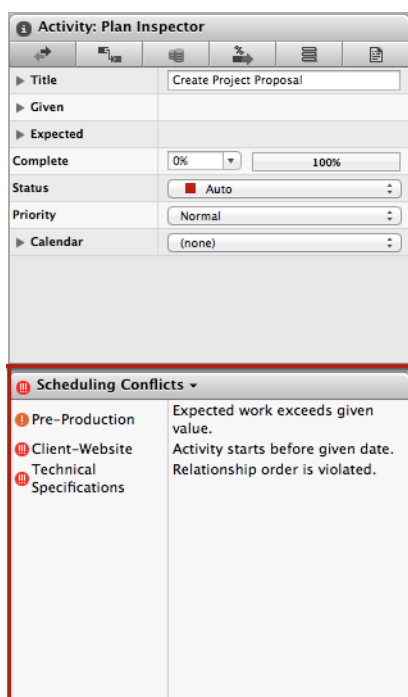 Activity: Plan Inspector
%
Title Create Project Proposal
Given
Expected
Complete 0% 100%
Status Auto
Priority Normal
Calendar (none)
Scheduling Conflicts
Pre-Production Expected work exceeds given
value.
Client-Website Activity starts before given date.
Technical Relationship order is violated.
Specifications